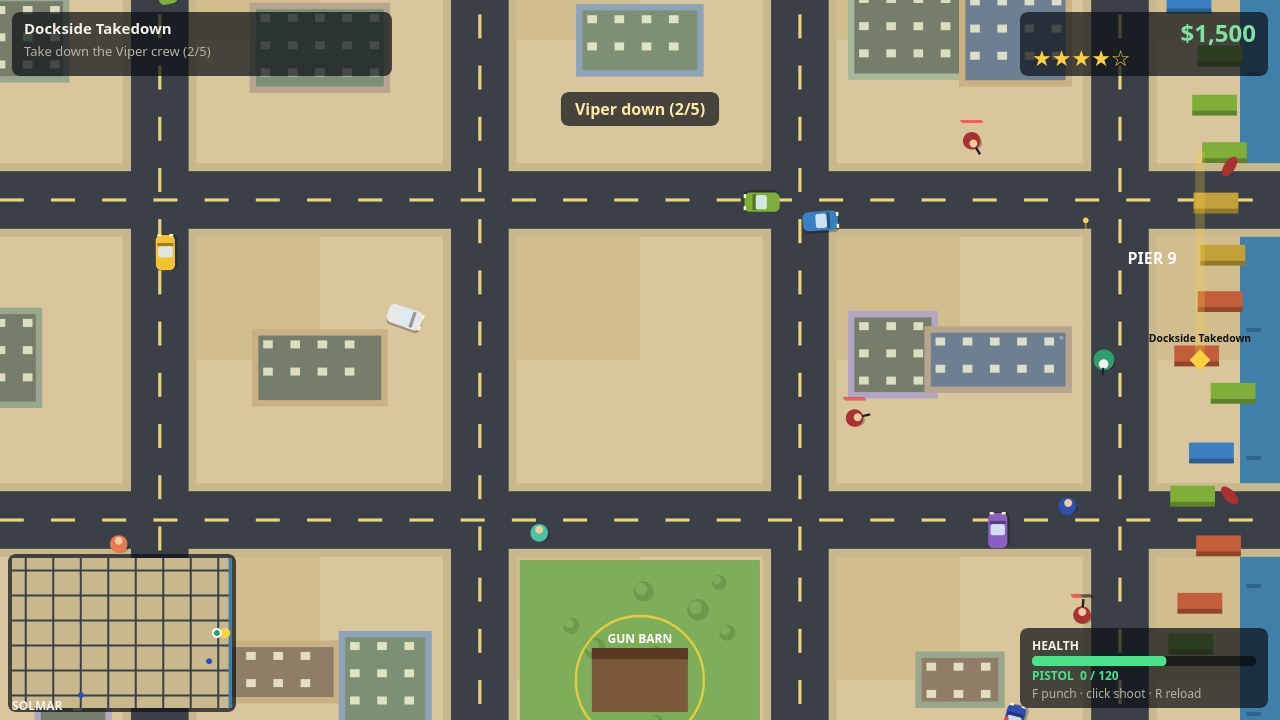 Dockside Takedown
Take down the Viper crew (2/5)
$1,500
★★★★☆
Viper down (2/5)
PIER 9
Dockside Takedown
GUN BARN
SOLMAR
HEALTH
PISTOL 0 / 120
F punch · click shoot · R reload